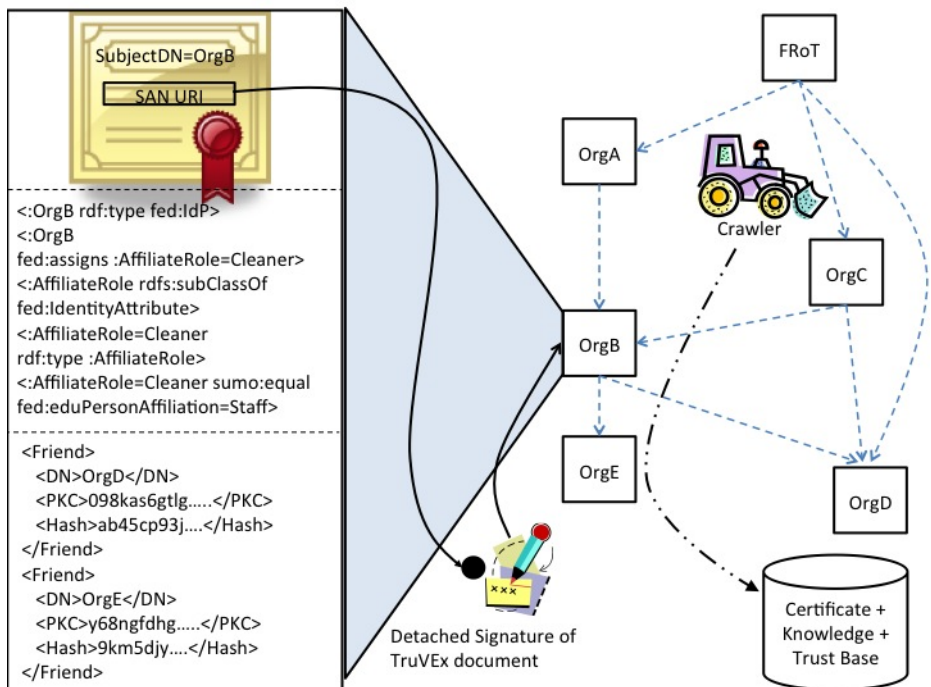 SubjectDN=OrgB
SAN URI
<:OrgB rdf:type fed:IdP>
<:OrgB
fed:assigns :AffiliateRole=Cleaner>
<:AffiliateRole rdfs:subClassOf
fed:IdentityAttribute>
<:AffiliateRole=Cleaner
rdf:type :AffiliateRole>
<:AffiliateRole=Cleaner sumo:equal
fed:eduPersonAffiliation=Staff>
<Friend>
<DN>OrgD</DN>
<PKC>098kas6gtlg.....</PKC>
<Hash>ab45cp93j....</Hash>
</Friend>
<Friend>
<DN>OrgE</DN>
<PKC>y68ngfdhg.....</PKC>
<Hash>9km5djy....</Hash>
</Friend>
FRoT
OrgA
Crawler
OrgC
OrgB
OrgE
OrgD
×××
Detached Signature of
TruVEx document
Certificate +
Knowledge +
Trust Base